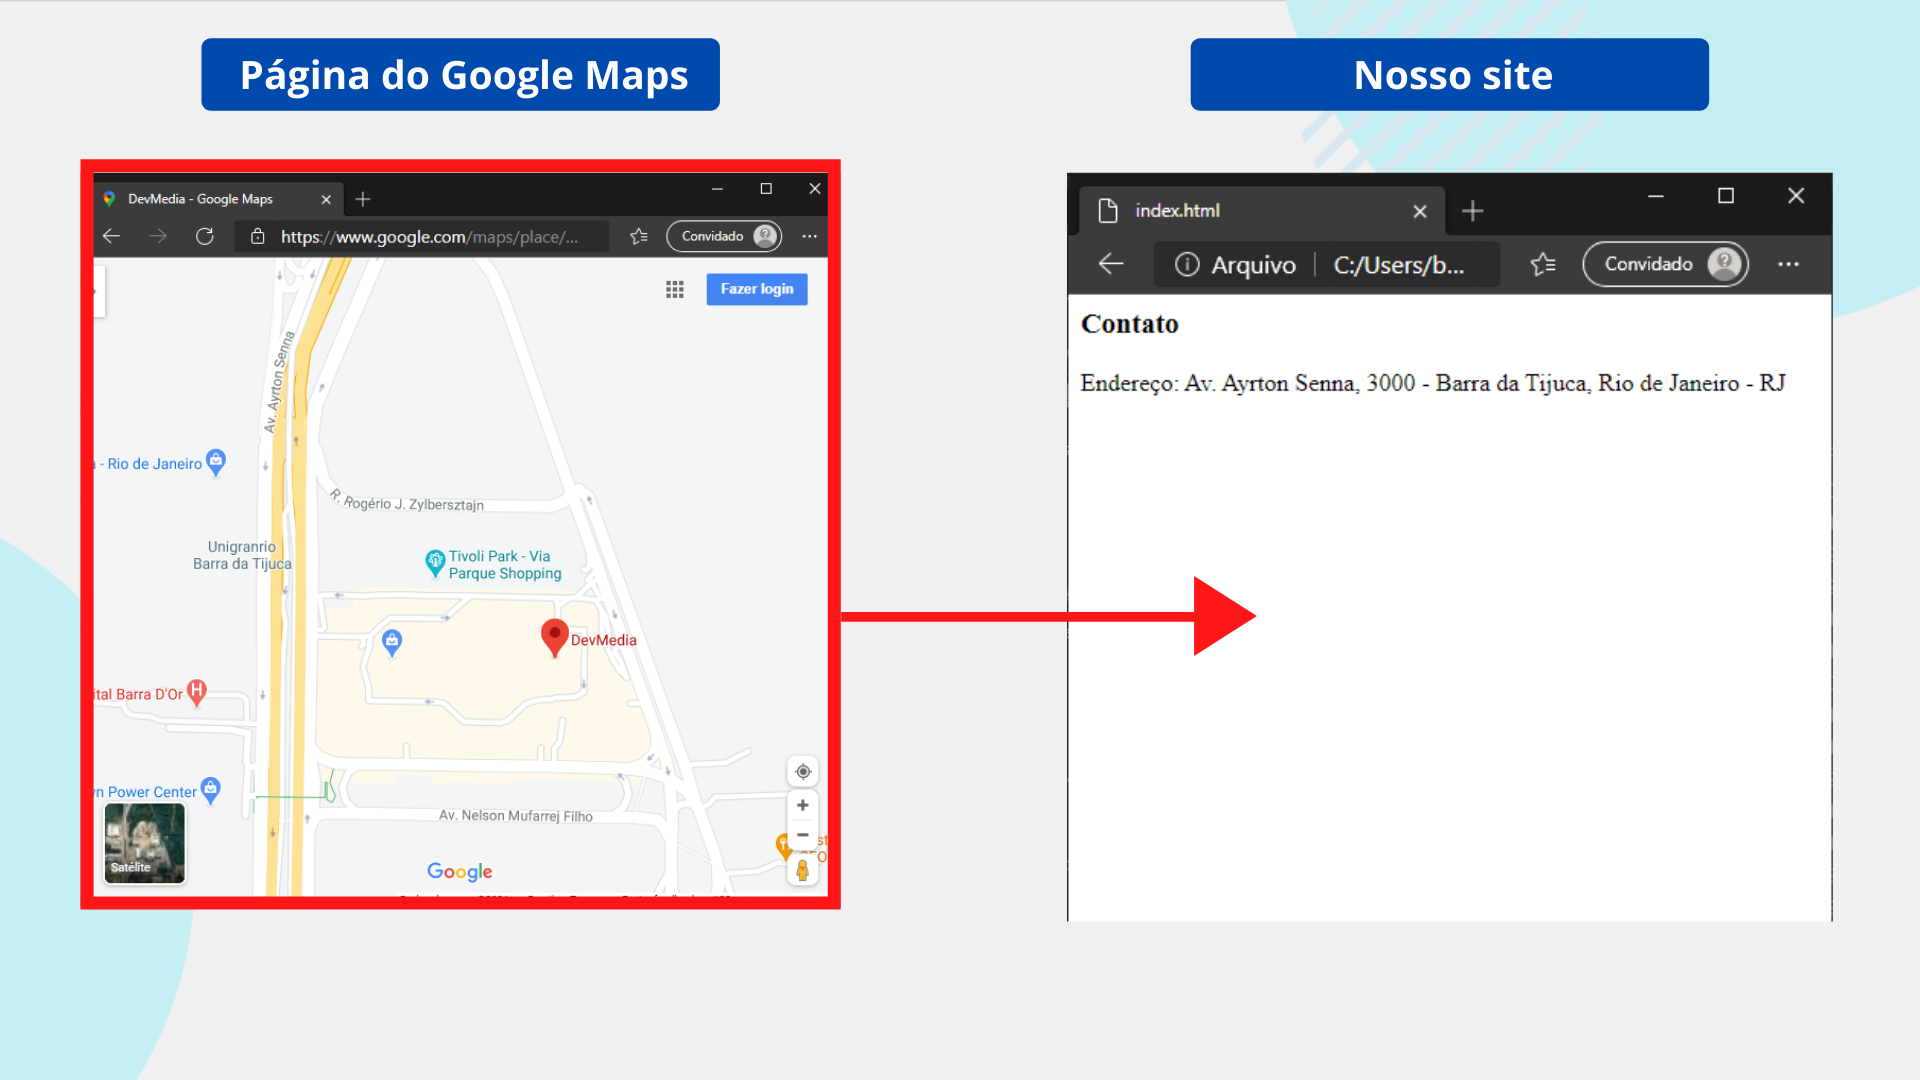 Página do Google Maps
Nosso site
DevMedia - Google Maps
https://www.google.com/maps/place/...
Convidado
Fazer login
Av. Ayrton Senna
- Rio de Janeiro
R. Rogério J. Zylbersztajn
Unigranrio
Barra da Tijuca
Tivoli Park - Via
Parque Shopping
DevMedia
ital Barra D'Or
H
n Power Center
Satélite
Av. Nelson Mufarrej Filho
Google
index.html
Arquivo
C:/Users/b...
Convidado
Contato
Endereço: Av. Ayrton Senna, 3000 - Barra da Tijuca, Rio de Janeiro - RJ